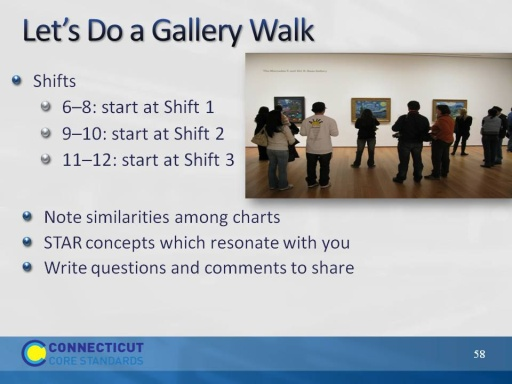 Let's Do a Gallery Walk
Shifts
6–8: start at Shift 1
9–10: start at Shift 2
11–12: start at Shift 3
Note similarities among charts
STAR concepts which resonate with you
Write questions and comments to share
CONNECTICUT
CORE STANDARDS
58